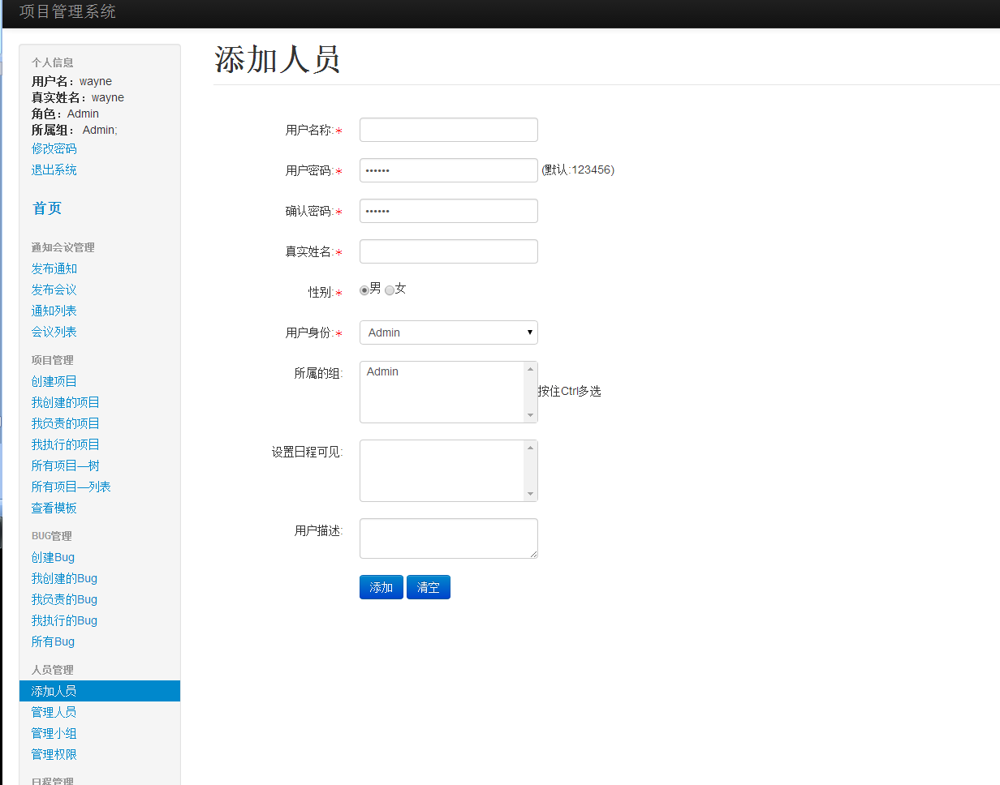 项目管理系统
个人信息
用户名：wayne
真实姓名：wayne
角色：Admin
所属组： Admin;
修改密码
退出系统
首页
通知会议管理
发布通知
发布会议
通知列表
会议列表
项目管理
创建项目
我创建的项目
我负责的项目
我执行的项目
所有项目—树
所有项目—列表
查看模板
BUG管理
创建Bug
我创建的Bug
我负责的Bug
我执行的Bug
所有Bug
人员管理
添加人员
管理人员
管理小组
管理权限
日程管理
添加人员
用户名称:*
用户密码:* •••••• (默认:123456)
确认密码:* ••••••
真实姓名:*
性别:* 男 女
用户身份:* Admin
所属的组: Admin 按住Ctrl多选
设置日程可见:
用户描述:
添加 清空